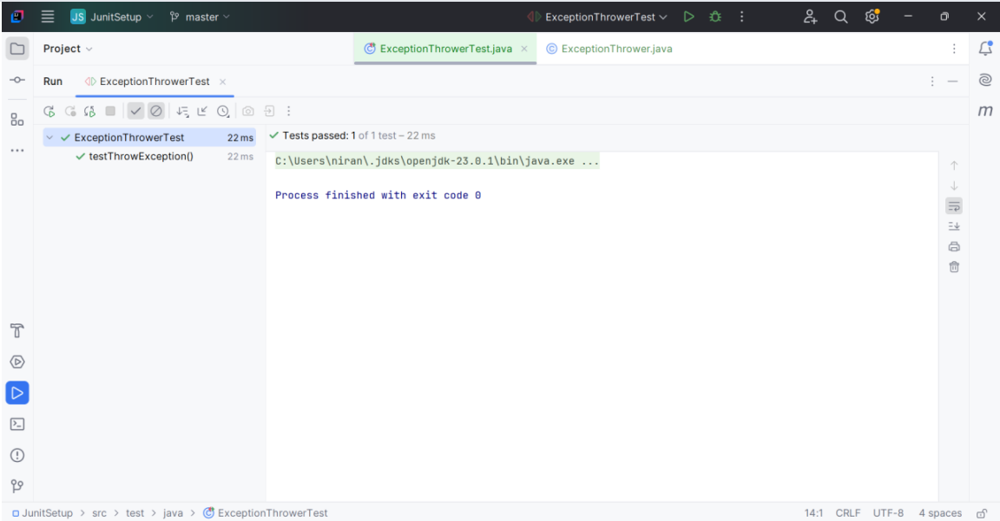 JS JunitSetup master ExceptionThrowerTest
Project ExceptionThrowerTest.java ExceptionThrower.java
Run ExceptionThrowerTest
m
ExceptionThrowerTest 22 ms
testThrowException() 22 ms
Tests passed: 1 of 1 test – 22 ms
C:\Users\niran\.jdks\openjdk-23.0.1\bin\java.exe ...
Process finished with exit code 0
JunitSetup > src > test > java > ExceptionThrowerTest 14:1 CRLF UTF-8 4 spaces